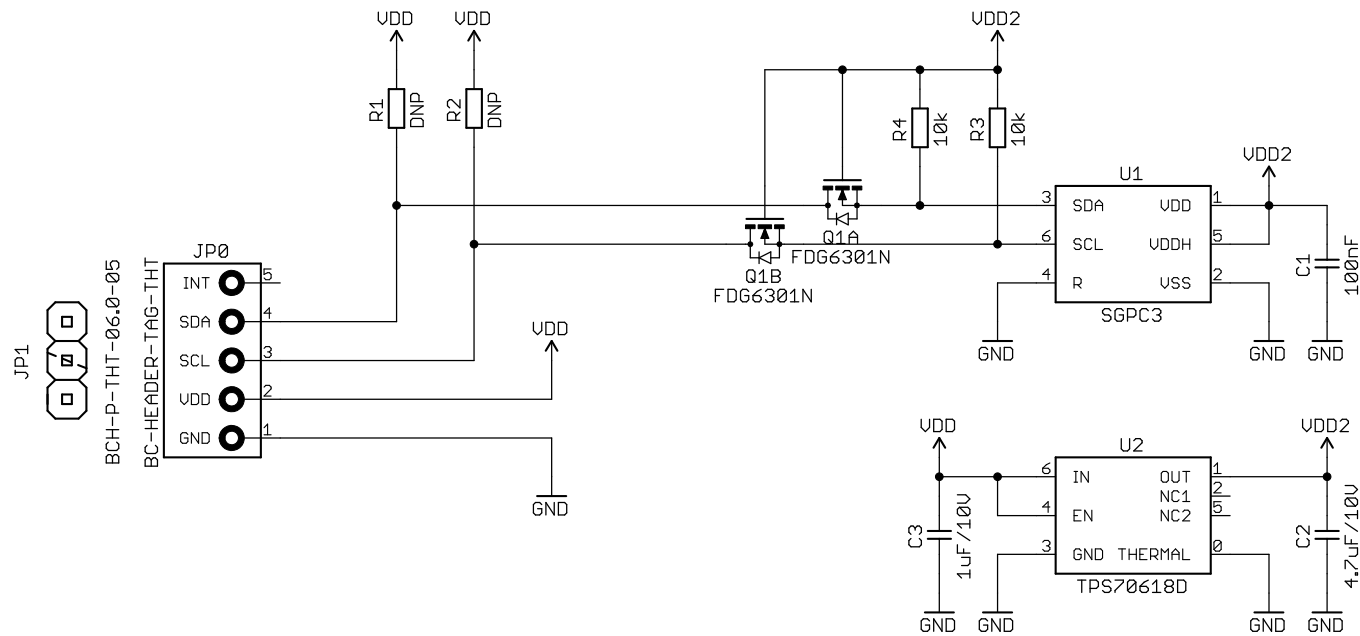 VDD
VDD
VDD2
R1
DNP
R2
DNP
R4
10k
R3
10k
VDD2
U1
3 SDA VDD 1
6 SCL VDDH 5
4 R VSS 2
SGPC3
C1
100nF
GND
GND
GND
Q1A
FDG6301N
Q1B
FDG6301N
JP0
INT 5
SDA 4
SCL 3
VDD 2
GND 1
BC-HEADER-TAG-THT
JP1
BCH-P-THT-06.0-05
VDD
GND
VDD
VDD2
U2
6 IN OUT 1
NC1 2
4 EN NC2 5
3 GND THERMAL 0
TPS70618D
C3
1uF/10V
C2
4.7uF/10V
GND
GND
GND
GND